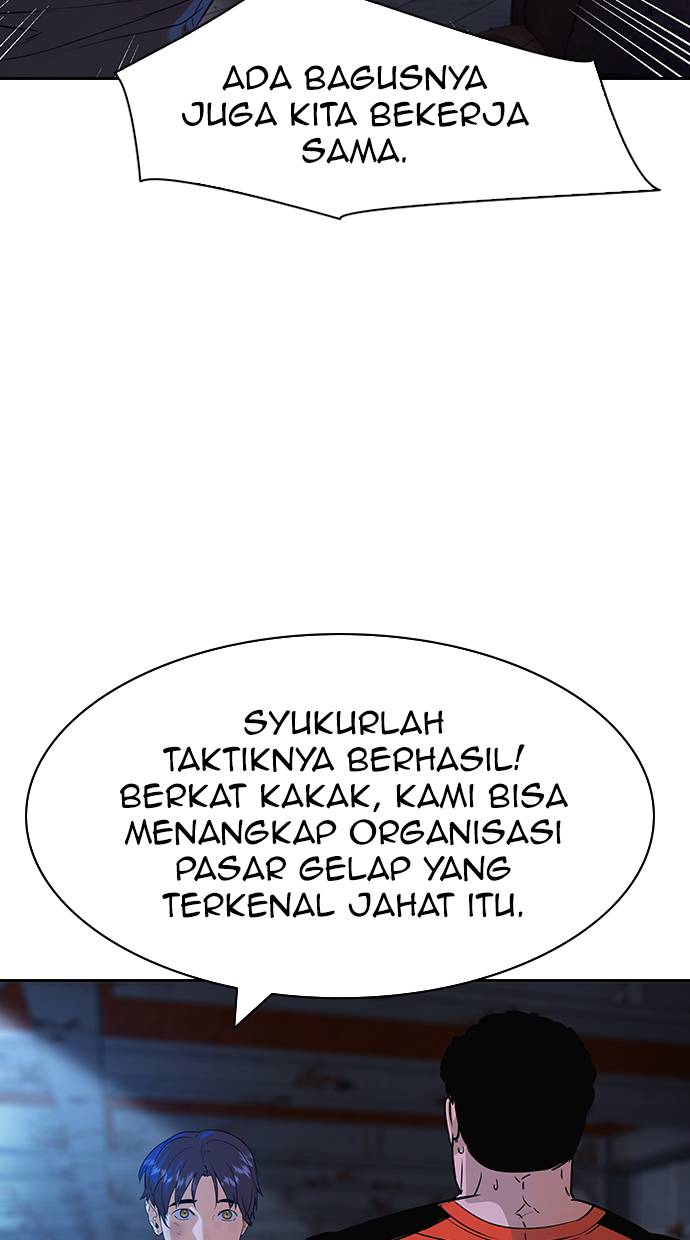 ADA BAGUSNYA
JUGA KITA BEKERJA
SAMA.
SYUKURLAH
TAKTIKNYA BERHASIL!
BERKAT KAKAK, KAMI BISA
MENANGKAP ORGANISASI
PASAR GELAP YANG
TERKENAL JAHAT ITU.